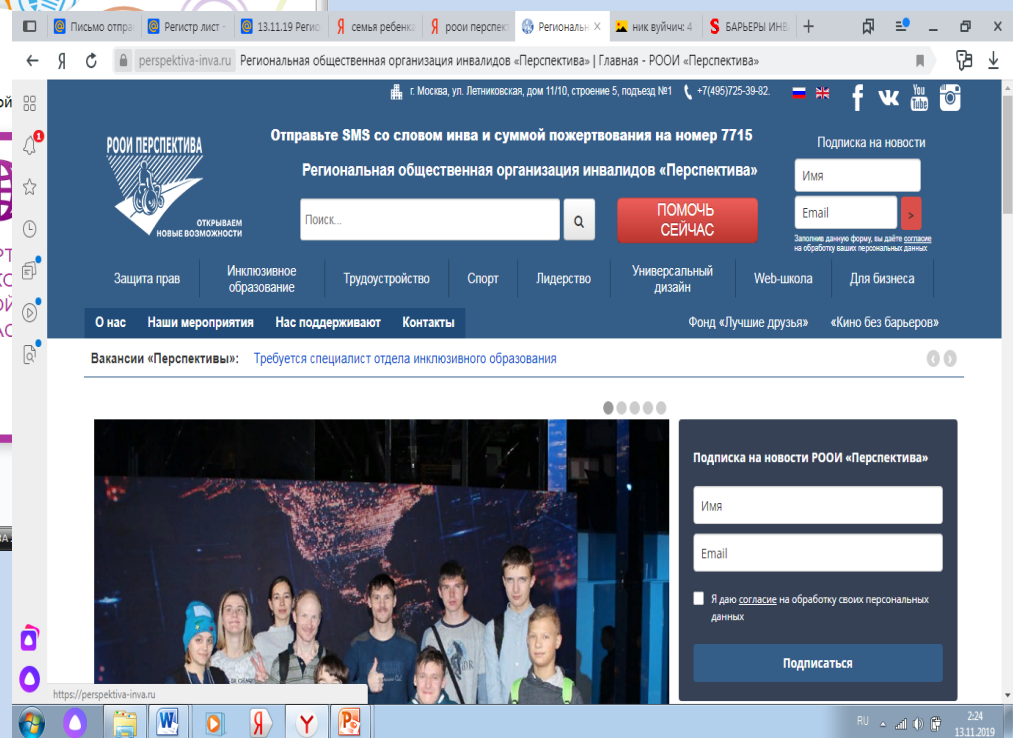 Письмо отпра
Регистр лист -
13.11.19 Регис
семья ребенка
роои перспек
Региональн
ник вуйчич: 4
БАРЬЕРЫ ИНВ
perspektiva-inva.ru Региональная общественная организация инвалидов «Перспектива» | Главная - РООИ «Перспектива»
г. Москва, ул. Летниковская, дом 11/10, строение 5, подъезд №1 +7(495)725-39-82.
You Tube
РООИ ПЕРСПЕКТИВА
ОТКРЫВАЕМ
НОВЫЕ ВОЗМОЖНОСТИ
Отправьте SMS со словом инва и суммой пожертвования на номер 7715
Региональная общественная организация инвалидов «Перспектива»
Поиск...
ПОМОЧЬ
СЕЙЧАС
Подписка на новости
Имя
Email
>
Заполнив данную форму, вы даёте согласие
на обработку ваших персональных данных
Защита прав
Инклюзивное
образование
Трудоустройство
Спорт
Лидерство
Универсальный
дизайн
Web-школа
Для бизнеса
О нас Наши мероприятия Нас поддерживают Контакты
Фонд «Лучшие друзья» «Кино без барьеров»
Вакансии «Перспективы»: Требуется специалист отдела инклюзивного образования
Подписка на новости РООИ «Перспектива»
Имя
Email
Я даю согласие на обработку своих персональных
данных
Подписаться
https://perspektiva-inva.ru
RU
2:24
13.11.2019